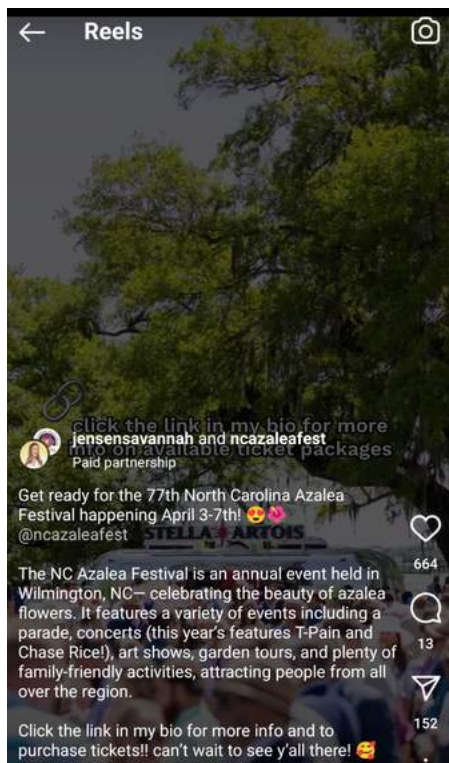 Reels
click the link in my bio for more
info on available ticket packages
jensensavannah and ncazaleafest
Paid partnership
Get ready for the 77th North Carolina Azalea
Festival happening April 3-7th! 😍🌺
@ncazaleafest
STELLA ARTOIS
The NC Azalea Festival is an annual event held in
Wilmington, NC— celebrating the beauty of azalea
flowers. It features a variety of events including a
parade, concerts (this year's features T-Pain and
Chase Rice!), art shows, garden tours, and plenty of
family-friendly activities, attracting people from all
over the region.
Click the link in my bio for more info and to
purchase tickets!! can't wait to see y'all there! 🥰
664
13
152